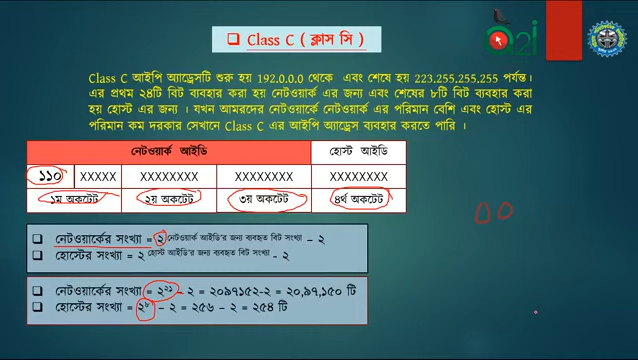 Class C ( ক্লাস সি )
a2i
Class C আইপি অ্যাড্রেসটি শুরু হয় 192.0.0.0 থেকে এবং শেষে হয় 223.255.255.255 পর্যন্ত।
এর প্রথম ২৪টি বিট ব্যবহার করা হয় নেটওয়ার্ক এর জন্য এবং শেষের ৮টি বিট ব্যবহার করা
হয় হোস্ট এর জন্য । যখন আমরদের নেটওয়ার্কে নেটওয়ার্ক এর পরিমান বেশি এবং হোস্ট এর
পরিমান কম দরকার সেখানে Class C এর আইপি অ্যাড্রেস ব্যবহার করতে পারি ।
নেটওয়ার্ক আইডি হোস্ট আইডি
১১০ XXXXX XXXXXXXX XXXXXXXX XXXXXXXX
১ম অকটেট ২য় অকটেট ৩য় অকটেট ৪র্থ অকটেট
নেটওয়ার্কের সংখ্যা = ২ নেটওয়ার্ক আইডি'র জন্য ব্যবহৃত বিট সংখ্যা – ২
হোস্টের সংখ্যা = ২ হোস্ট আইডি'র জন্য ব্যবহৃত বিট সংখ্যা - ২
নেটওয়ার্কের সংখ্যা = ২²¹ – ২ = ২০৯৭১৫২-২ = ২০,৯৭,১৫০ টি
হোস্টের সংখ্যা = ২৮ – ২ = ২৫৬ – ২ = ২৫৪ টি